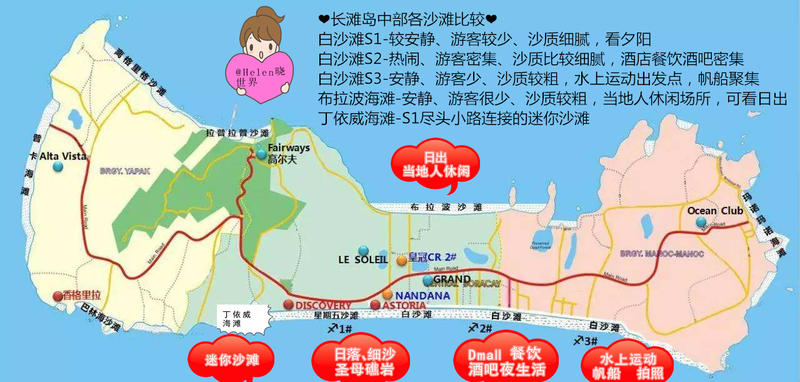 ❤长滩岛中部各沙滩比较❤
白沙滩S1-较安静、游客较少、沙质细腻，看夕阳
白沙滩S2-热闹、游客密集、沙质比较细腻，酒店餐饮酒吧密集
白沙滩S3-安静、游客少、沙质较粗，水上运动出发点，帆船聚集
布拉波海滩-安静、游客很少、沙质较粗，当地人休闲场所，可看日出
丁依威海滩-S1尽头小路连接的迷你沙滩
@Helen晓
世界
普卡海滩
拉普拉普沙滩
Fairways
高尔夫
Alta Vista
BRGY. YAPAK
Main Road
日出
当地人休闲
布拉波沙滩
Ocean Club
LE SOLEIL
皇冠CR 2#
BRGY. MANOC-MANOC
Main Road
GRAND
Main Road
香格里拉
NANDANA
DISCOVERY
ASTORIA
巴林海沙滩
丁依威
海滩
星期五沙滩
白沙滩
白沙滩
白沙滩
1#
2#
3#
迷你沙滩
日落,细沙
圣母礁岩
Dmall 餐饮
酒吧夜生活
水上运动
帆船 拍照